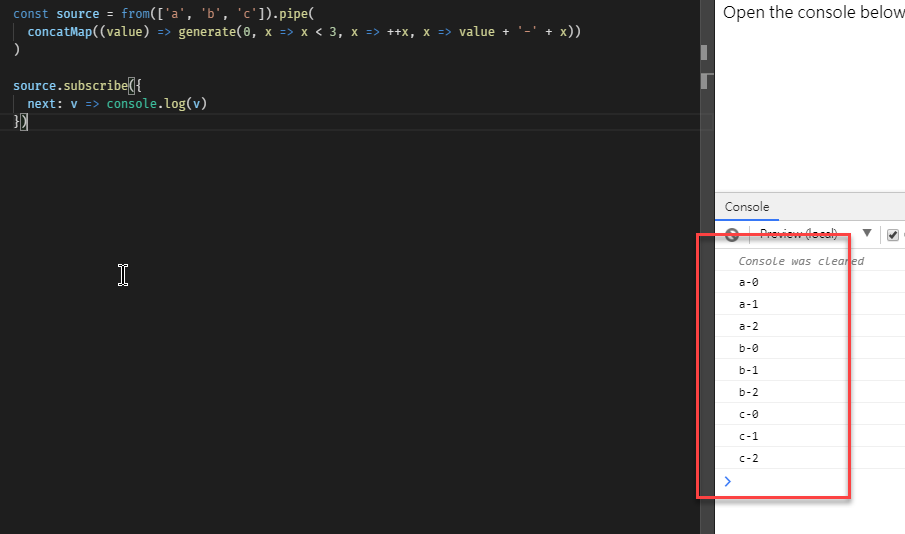 const source = from(['a', 'b', 'c']).pipe(
  concatMap((value) => generate(0, x => x < 3, x => ++x, x => value + '-' + x))
)

source.subscribe({
  next: v => console.log(v)
})
Open the console below
Console
Preview (local)
Console was cleared
a-0
a-1
a-2
b-0
b-1
b-2
c-0
c-1
c-2
>